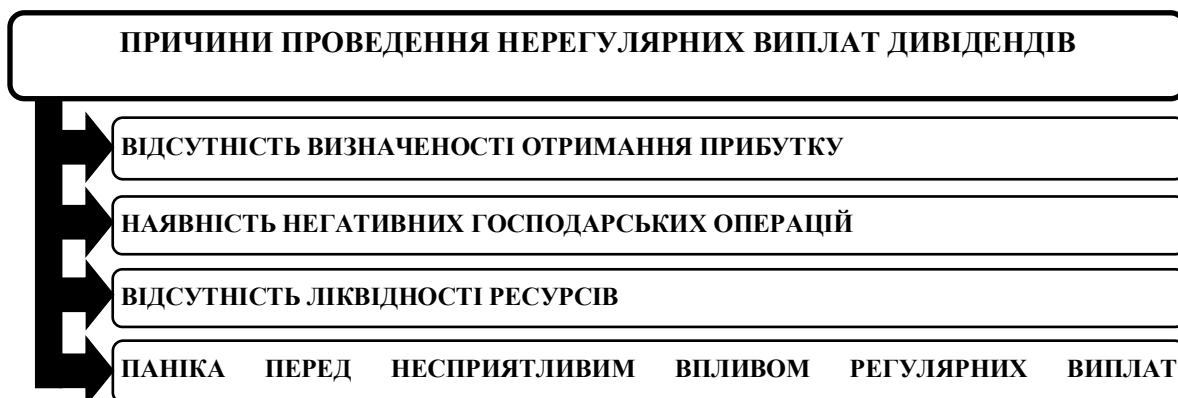 ПРИЧИНИ ПРОВЕДЕННЯ НЕРЕГУЛЯРНИХ ВИПЛАТ ДИВІДЕНДІВ
ВІДСУТНІСТЬ ВИЗНАЧЕНОСТІ ОТРИМАННЯ ПРИБУТКУ
НАЯВНІСТЬ НЕГАТИВНИХ ГОСПОДАРСЬКИХ ОПЕРАЦІЙ
ВІДСУТНІСТЬ ЛІКВІДНОСТІ РЕСУРСІВ
ПАНІКА ПЕРЕД НЕСПРИЯТЛИВИМ ВПЛИВОМ РЕГУЛЯРНИХ ВИПЛАТ